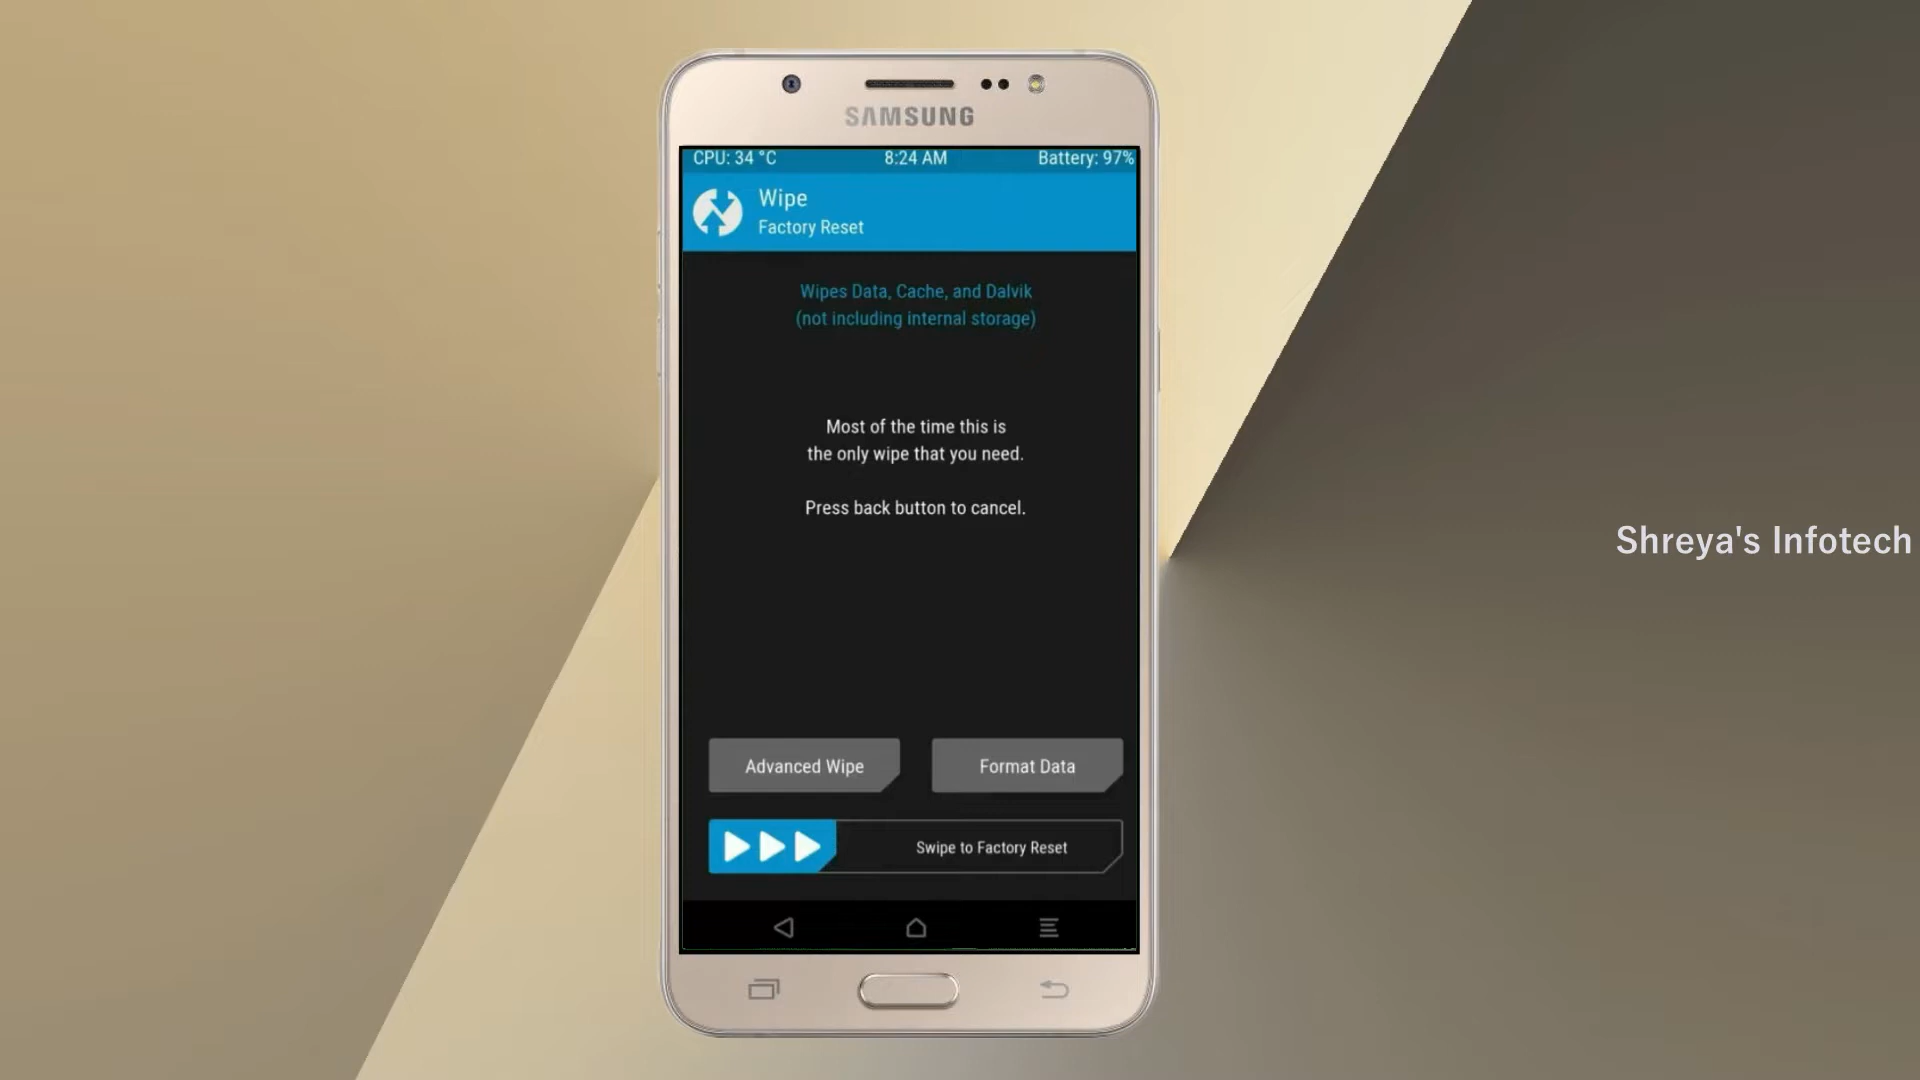 SAMSUNG
CPU: 34 °C 8:24 AM Battery: 97%
Wipe
Factory Reset
Wipes Data, Cache, and Dalvik
(not including internal storage)
Most of the time this is
the only wipe that you need.
Press back button to cancel.
Advanced Wipe Format Data
Swipe to Factory Reset
Shreya's Infotech